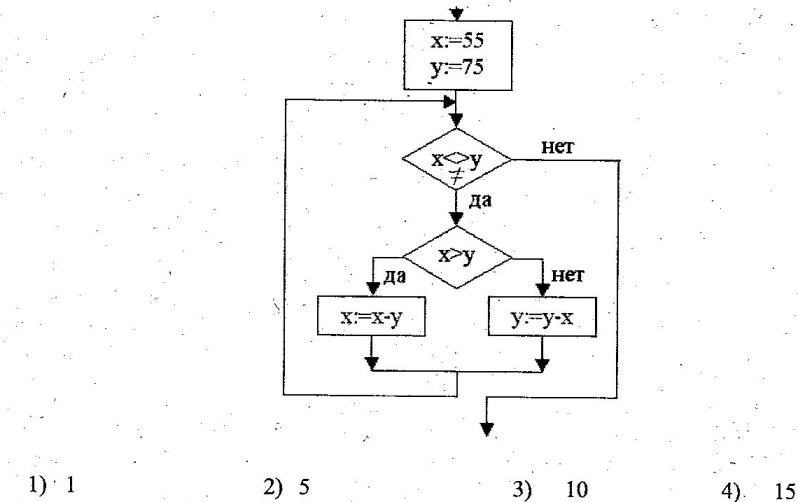 x:=55
y:=75
x<>y
≠
нет
да
x>y
да
нет
x:=x-y
y:=y-x
1) 1 2) 5 3) 10 4) 15